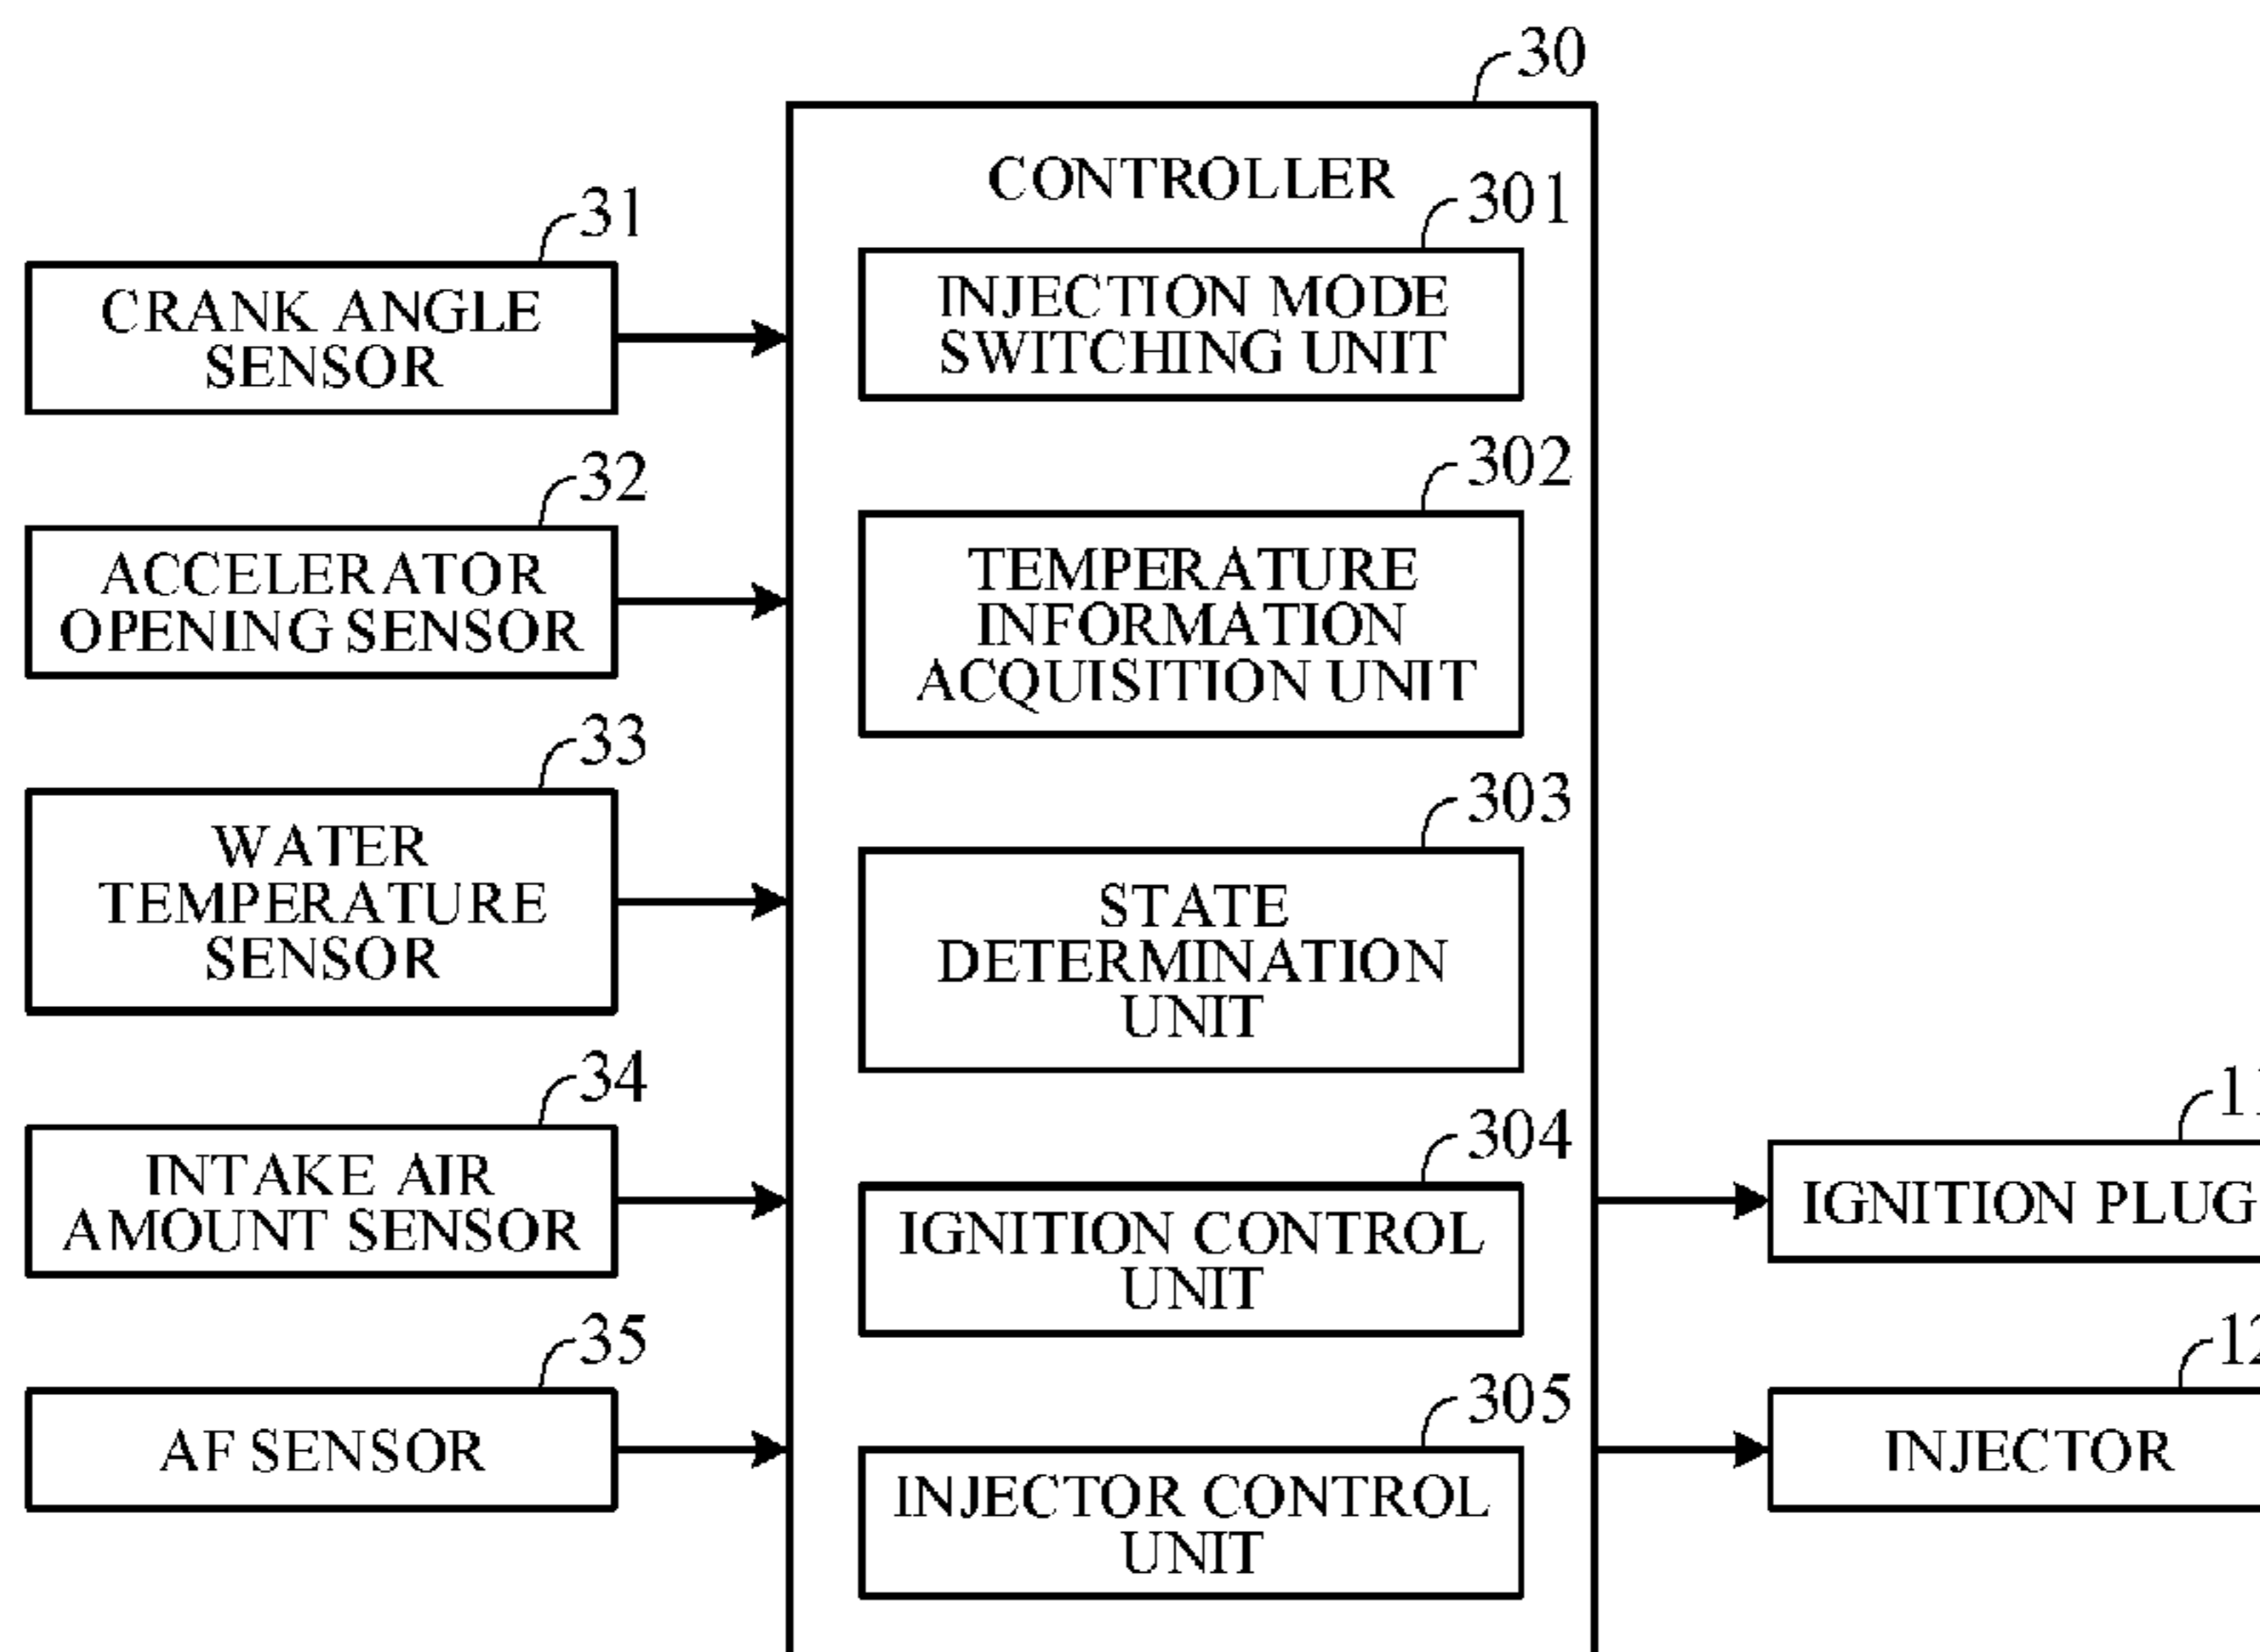 30
CONTROLLER
31
CRANK ANGLE
SENSOR
32
ACCELERATOR
OPENING SENSOR
33
WATER
TEMPERATURE
SENSOR
34
INTAKE AIR
AMOUNT SENSOR
35
AF SENSOR
301
INJECTION MODE
SWITCHING UNIT
302
TEMPERATURE
INFORMATION
ACQUISITION UNIT
303
STATE
DETERMINATION
UNIT
304
IGNITION CONTROL
UNIT
305
INJECTOR CONTROL
UNIT
11
IGNITION PLUG
12
INJECTOR